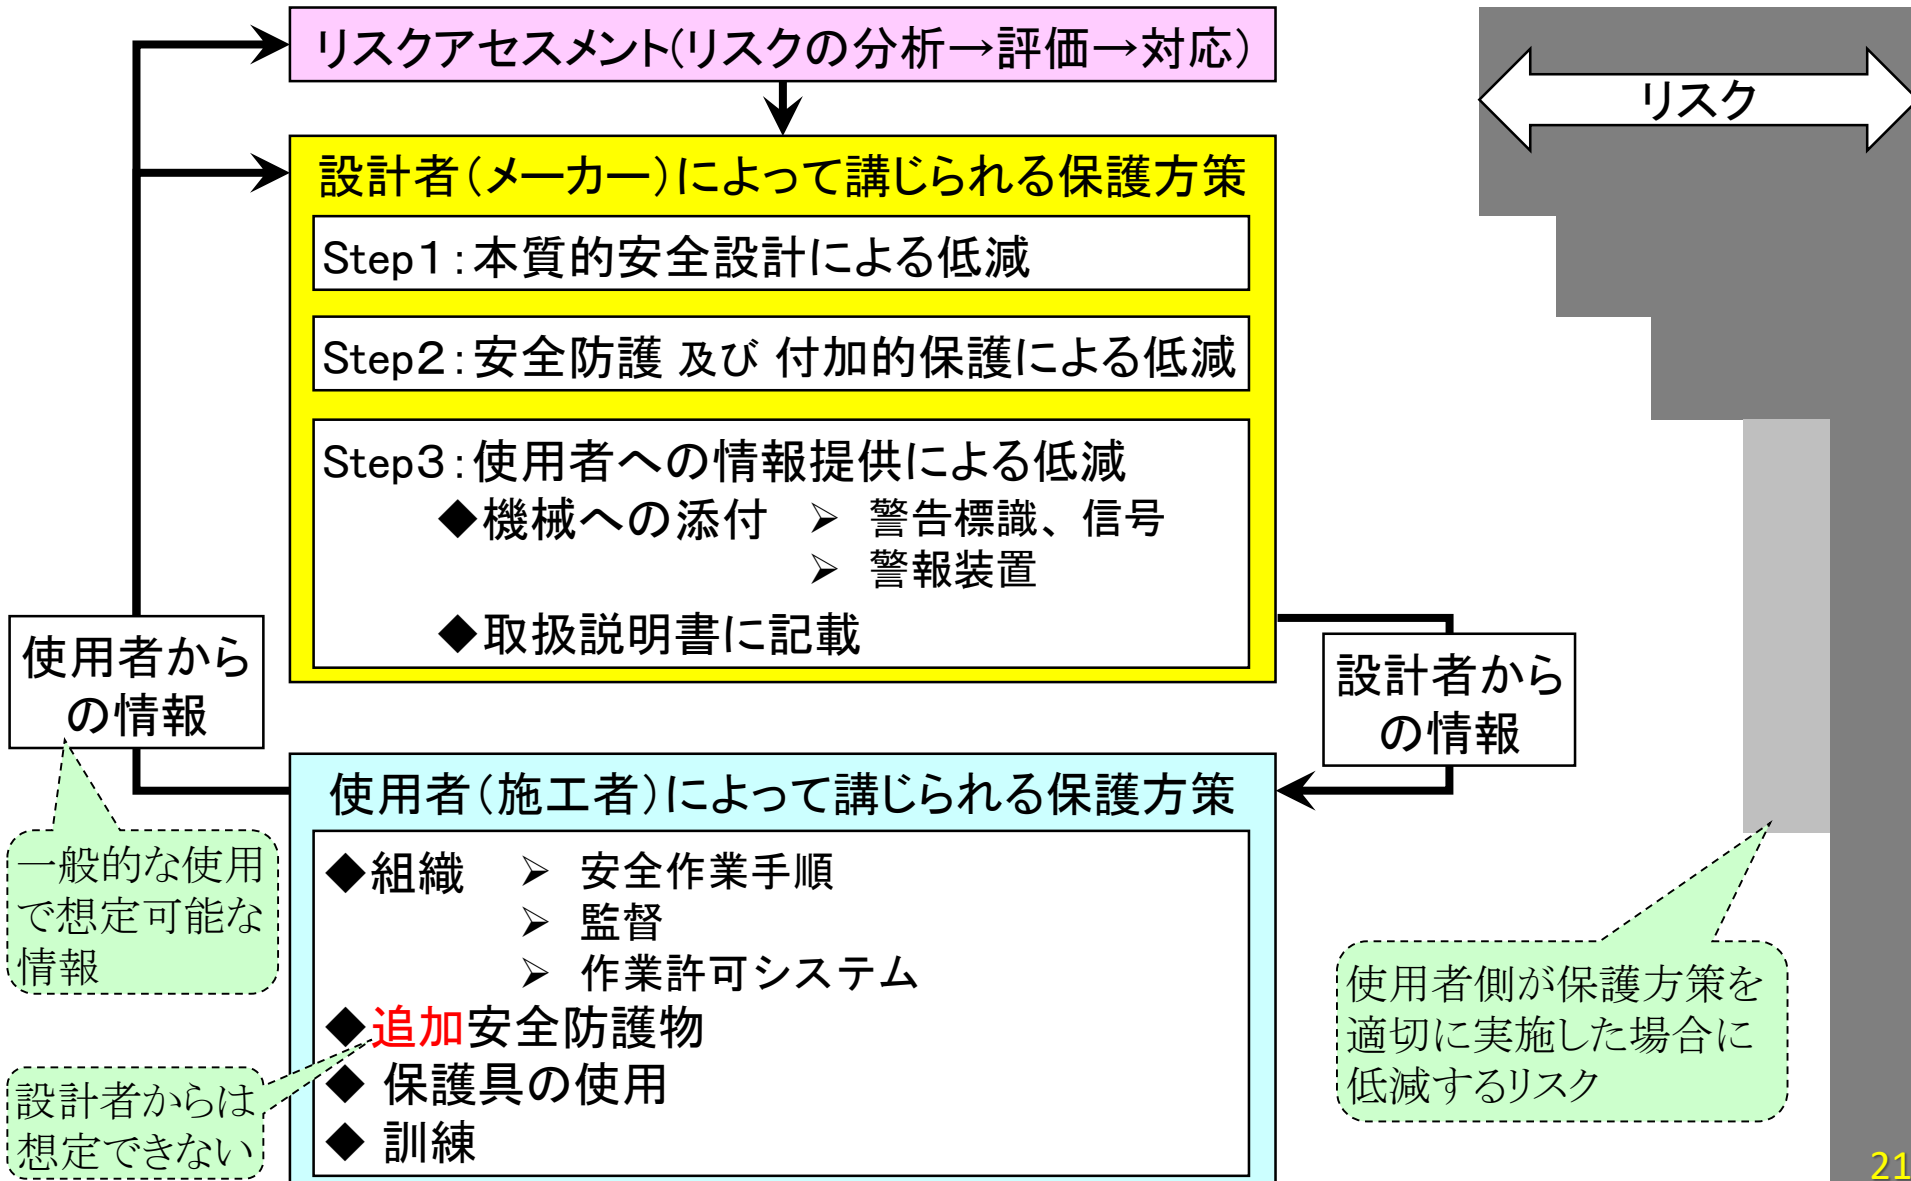 リスクアセスメント(リスクの分析→評価→対応)
リスク
設計者(メーカー)によって講じられる保護方策
Step1:本質的安全設計による低減
Step2:安全防護 及び 付加的保護による低減
Step3:使用者への情報提供による低減
◆機械への添付 ➢ 警告標識、信号
➢ 警報装置
◆取扱説明書に記載
使用者から
の情報
設計者から
の情報
一般的な使用
で想定可能な
情報
使用者(施工者)によって講じられる保護方策
◆組織 ➢ 安全作業手順
➢ 監督
➢ 作業許可システム
◆追加安全防護物
◆ 保護具の使用
◆ 訓練
設計者からは
想定できない
使用者側が保護方策を
適切に実施した場合に
低減するリスク
21